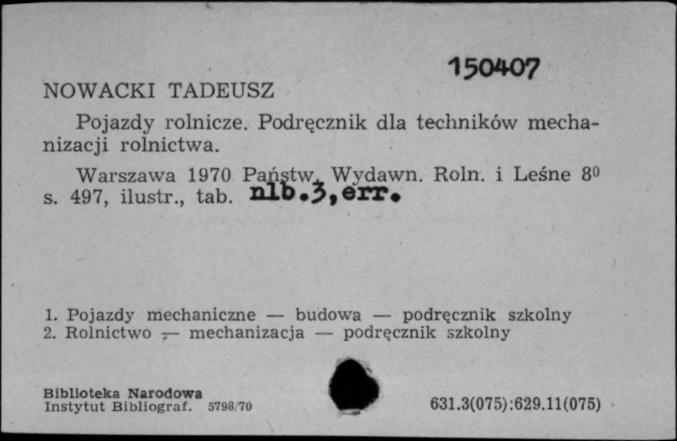 150407
NOWACKI TADEUSZ
Pojazdy rolnicze. Podręcznik dla techników mecha-
nizacji rolnictwa.
Warszawa 1970 Państw. Wydawn. Roln. i Leśne 8⁰
s. 497, ilustr., tab. nlb.3, err.
1. Pojazdy mechaniczne — budowa — podręcznik szkolny
2. Rolnictwo — mechanizacja — podręcznik szkolny
Biblioteka Narodowa
Instytut Bibliograf. 5798/70
631.3(075):629.11(075)